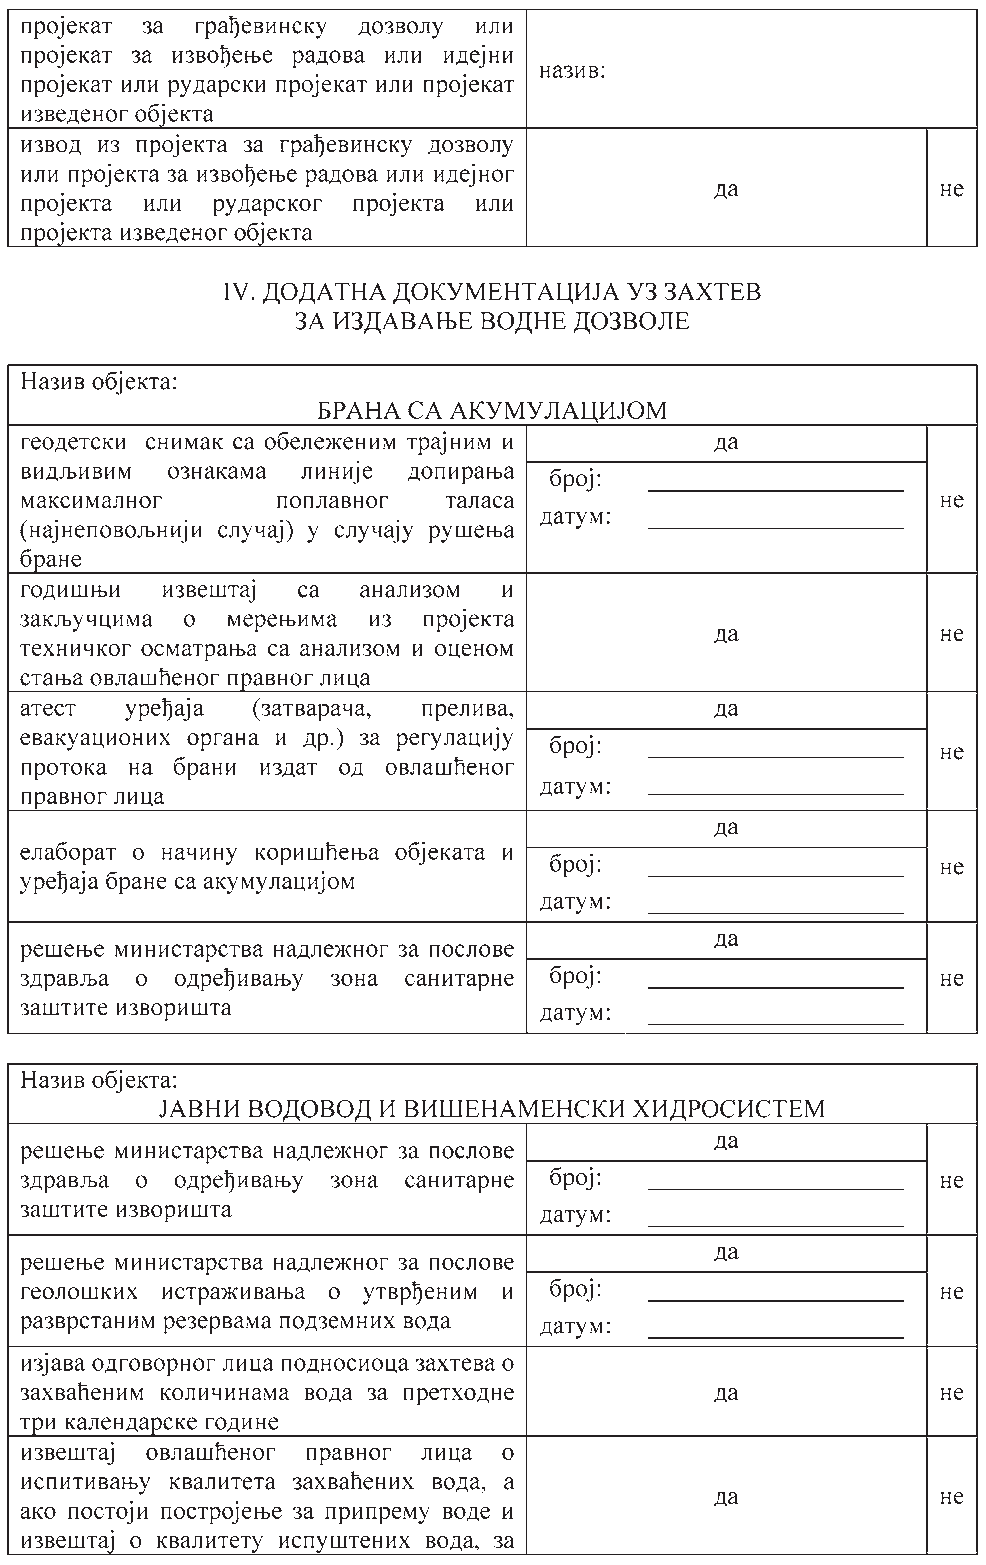 пројекат за грађевинску дозволу или
пројекат за извођење радова или идејни
пројекат или рударски пројекат или пројекат
изведеног објекта
назив:
извод из пројекта за грађевинску дозволу
или пројекта за извођење радова или идејног
пројекта или рударског пројекта или
пројекта изведеног објекта
да
не
IV. ДОДАТНА ДОКУМЕНТАЦИЈА УЗ ЗАХТЕВ
ЗА ИЗДАВАЊЕ ВОДНЕ ДОЗВОЛЕ
Назив објекта:
БРАНА СА АКУМУЛАЦИЈОМ
геодетски снимак са обележеним трајним и
видљивим ознакама линије допирања
максималног поплавног таласа
(најнеповољнији случај) у случају рушења
бране
да
број:
датум:
не
годишњи извештај са анализом и
закључцима о мерењима из пројекта
техничког осматрања са анализом и оценом
стања овлашћеног правног лица
да
не
атест уређаја (затварача, прелива,
евакуационих органа и др.) за регулацију
протока на брани издат од овлашћеног
правног лица
да
број:
датум:
не
елаборат о начину коришћења објеката и
уређаја бране са акумулацијом
да
број:
датум:
не
решење министарства надлежног за послове
здравља о одређивању зона санитарне
заштите изворишта
да
број:
датум:
не
Назив објекта:
ЈАВНИ ВОДОВОД И ВИШЕНАМЕНСКИ ХИДРОСИСТЕМ
решење министарства надлежног за послове
здравља о одређивању зона санитарне
заштите изворишта
да
број:
датум:
не
решење министарства надлежног за послове
геолошких истраживања о утврђеним и
разврстаним резервама подземних вода
да
број:
датум:
не
изјава одговорног лица подносиоца захтева о
захваћеним количинама вода за претходне
три календарске године
да
не
извештај овлашћеног правног лица о
испитивању квалитета захваћених вода, а
ако постоји постројење за припрему воде и
извештај о квалитету испуштених вода, за
да
не